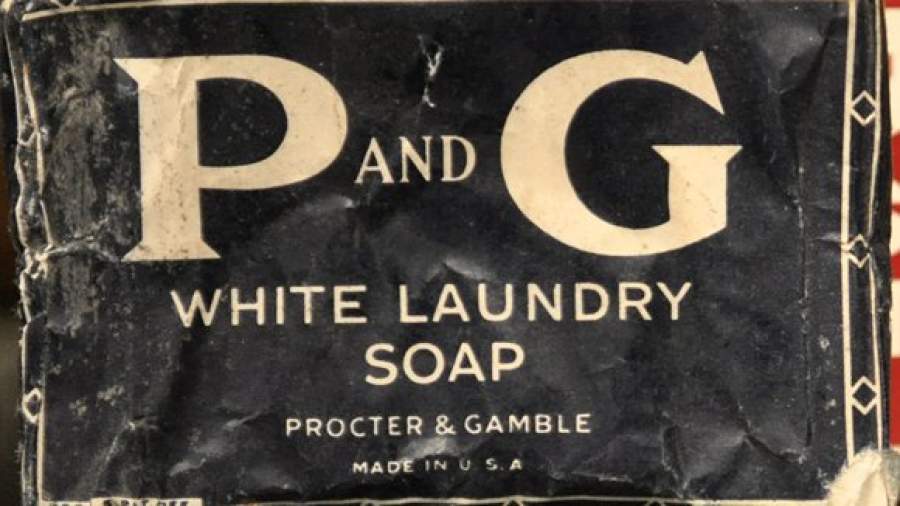 P AND G
WHITE LAUNDRY
SOAP
PROCTER & GAMBLE
MADE IN U S. A